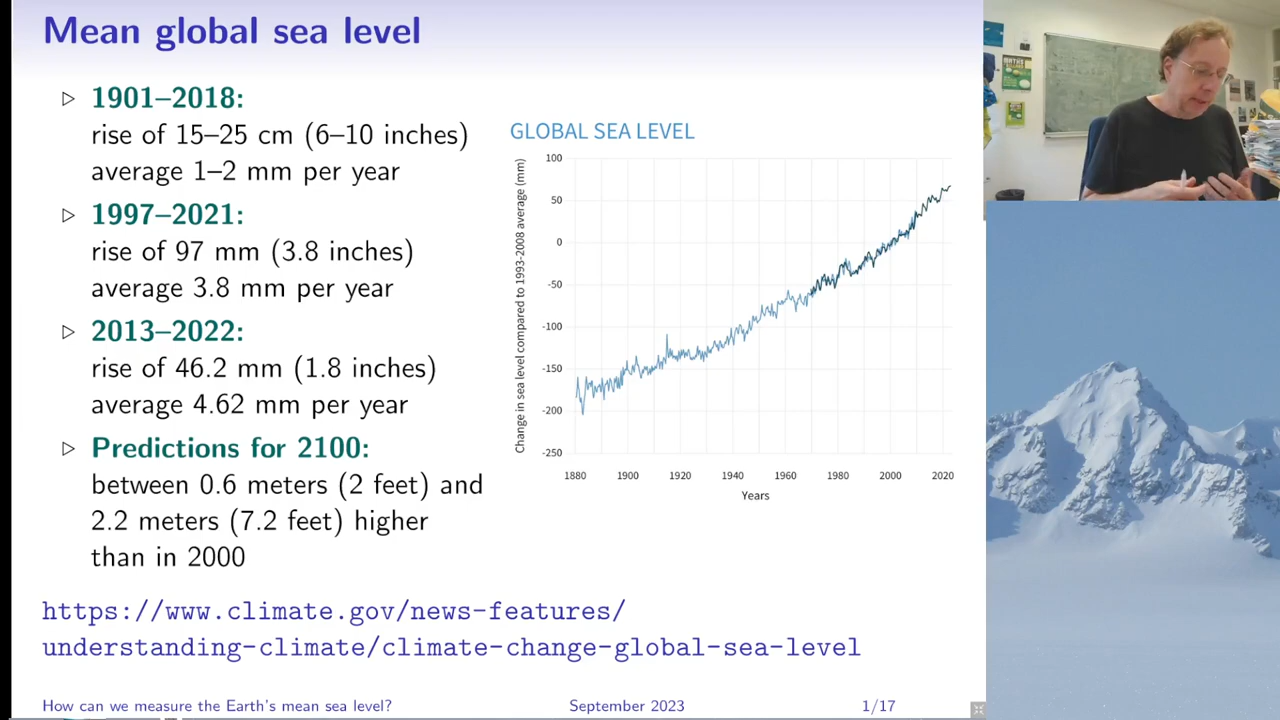 Mean global sea level
▷ 1901–2018:
rise of 15–25 cm (6–10 inches)
average 1–2 mm per year
▷ 1997–2021:
rise of 97 mm (3.8 inches)
average 3.8 mm per year
▷ 2013–2022:
rise of 46.2 mm (1.8 inches)
average 4.62 mm per year
▷ Predictions for 2100:
between 0.6 meters (2 feet) and
2.2 meters (7.2 feet) higher
than in 2000
GLOBAL SEA LEVEL
Change in sea level compared to 1993-2008 average (mm)
100
50
0
-50
-100
-150
-200
-250
1880 1900 1920 1940 1960 1980 2000 2020
Years
https://www.climate.gov/news-features/
understanding-climate/climate-change-global-sea-level
How can we measure the Earth's mean sea level? September 2023 1/17
MATHS